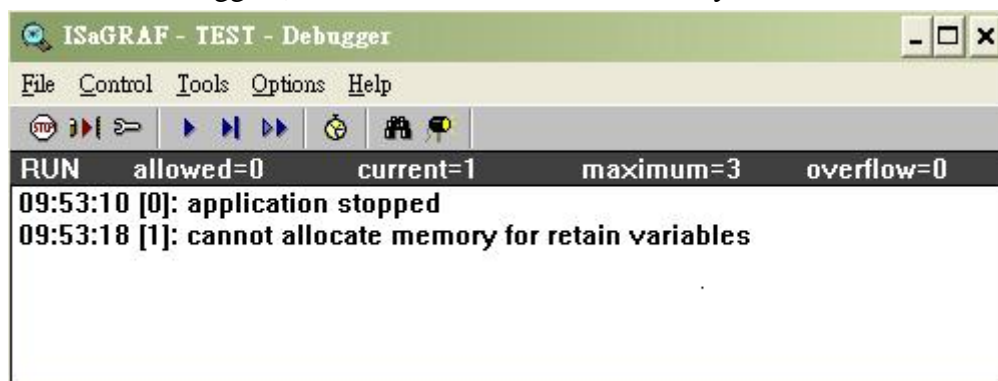 ISaGRAF - TEST - Debugger
File Control Tools Options Help
STOP
RUN allowed=0 current=1 maximum=3 overflow=0
09:53:10 [0]: application stopped
09:53:18 [1]: cannot allocate memory for retain variables